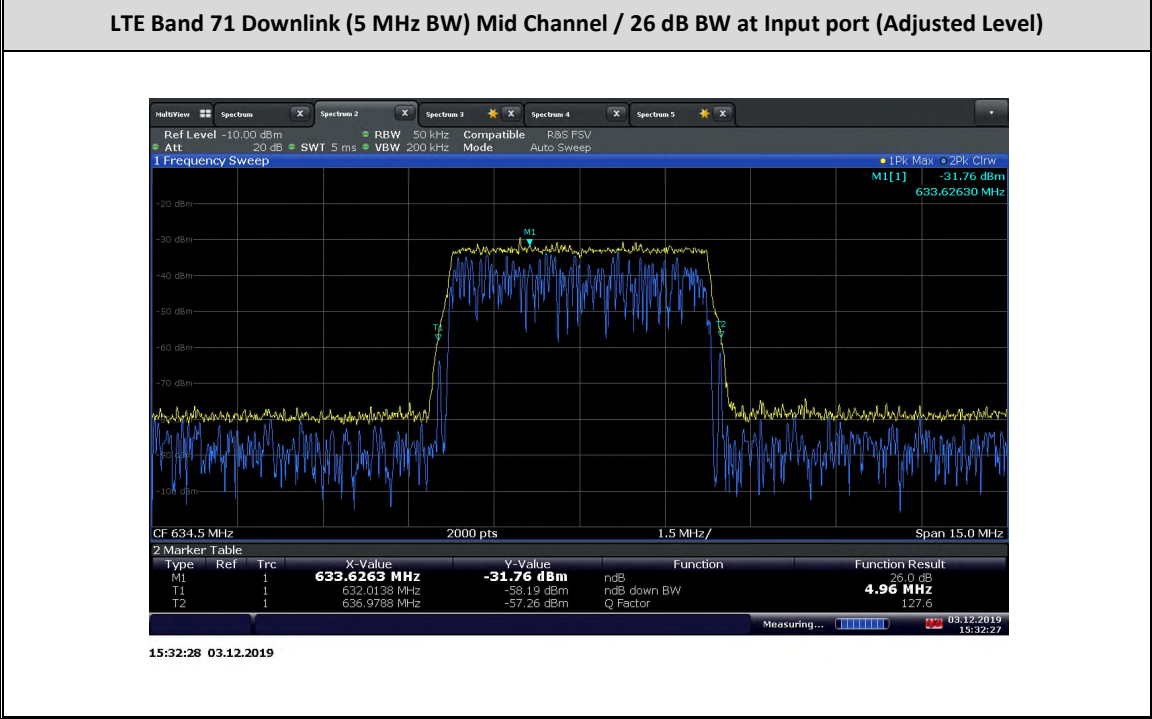 LTE Band 71 Downlink (5 MHz BW) Mid Channel / 26 dB BW at Input port (Adjusted Level)
MultiView Spectrum X Spectrum 2 X Spectrum 3 X Spectrum 4 X Spectrum 5 X
Ref Level -10.00 dBm RBW 50 kHz Compatible R&S FSV
Att 20 dB SWT 5 ms VBW 200 kHz Mode Auto Sweep
1 Frequency Sweep 1Pk Max 2Pk Clrw
M1[1] -31.76 dBm
633.62630 MHz
-20 dBm
M1
-30 dBm
-40 dBm
-50 dBm
T1 T2
-60 dBm
-70 dBm
-90 dBm
-100 dBm
CF 634.5 MHz 2000 pts 1.5 MHz/ Span 15.0 MHz
2 Marker Table
Type Ref Trc X-Value Y-Value Function Function Result
M1 1 633.6263 MHz -31.76 dBm ndB 26.0 dB
T1 1 632.0138 MHz -58.19 dBm ndB down BW 4.96 MHz
T2 1 636.9788 MHz -57.26 dBm Q Factor 127.6
Measuring... 03.12.2019
15:32:27
15:32:28 03.12.2019